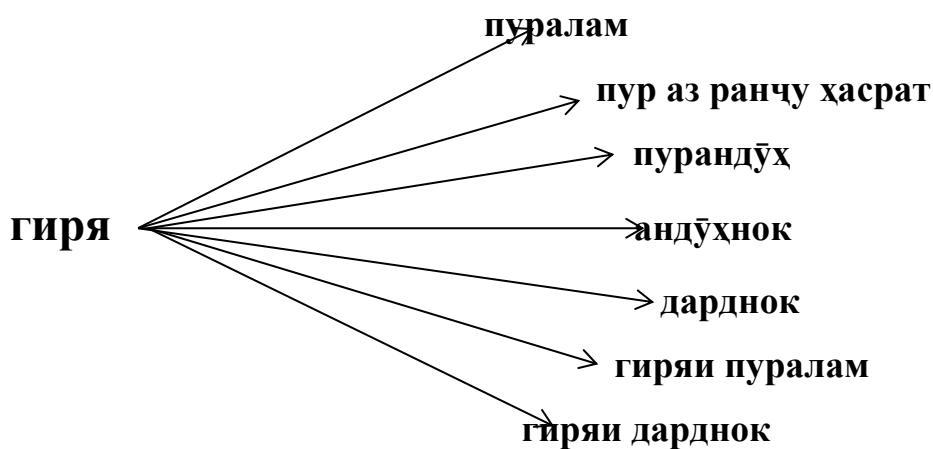 пуралам
пур аз ранҷу ҳасрат
пурандӯҳ
гиря
андӯҳнок
дарднок
гиряи пуралам
гиряи дарднок